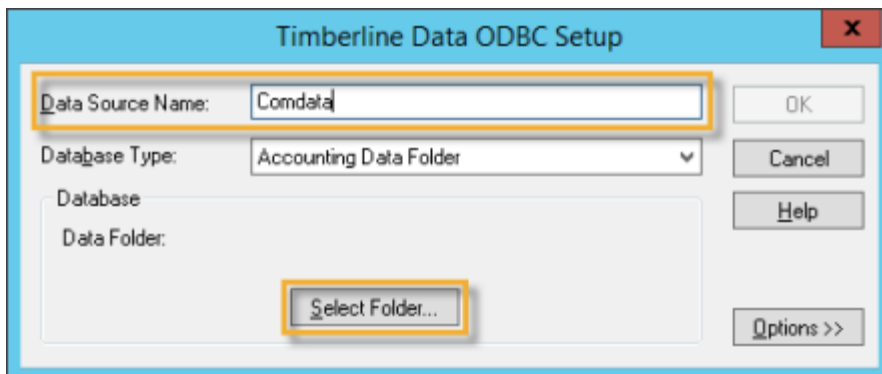 Timberline Data ODBC Setup
x
Data Source Name: Comdata
OK
Database Type: Accounting Data Folder
Cancel
Database
Help
Data Folder:
Select Folder...
Options >>